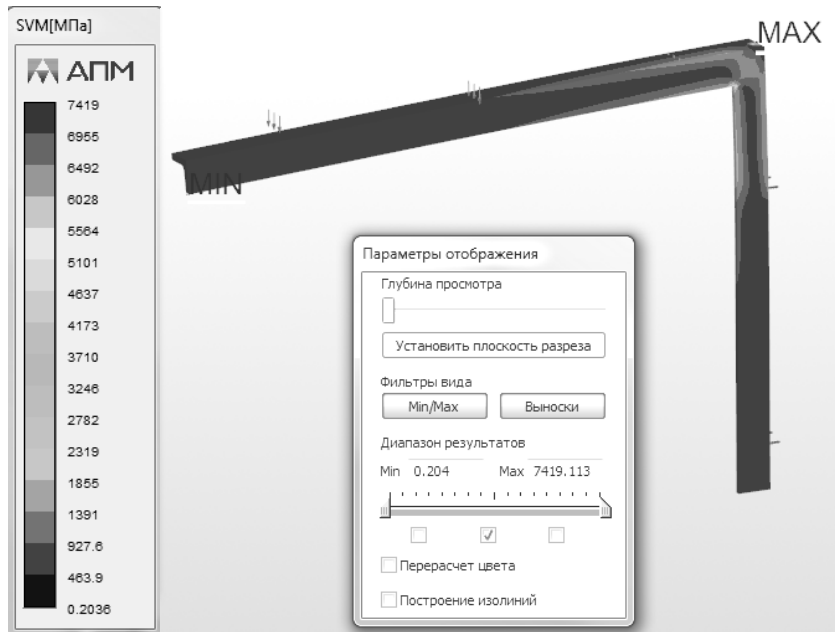 SVM[МПа]
АПМ
7419
6955
6492
6028
5564
5101
4637
4173
3710
3246
2782
2319
1855
1391
927.6
463.9
0.2036
MAX
MIN
Параметры отображения
Глубина просмотра
Установить плоскость разреза
Фильтры вида
Min/Max Выноски
Диапазон результатов
Min 0.204 Max 7419.113
Перерасчет цвета
Построение изолиний